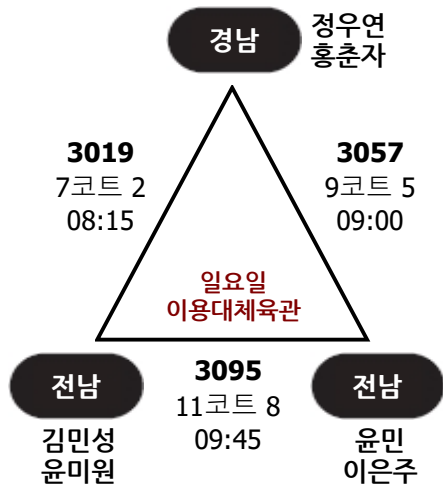 경남
정우연
홍춘자
3019
7코트 2
08:15
3057
9코트 5
09:00
일요일
이용대체육관
전남
김민성
윤미원
3095
11코트 8
09:45
전남
윤민
이은주